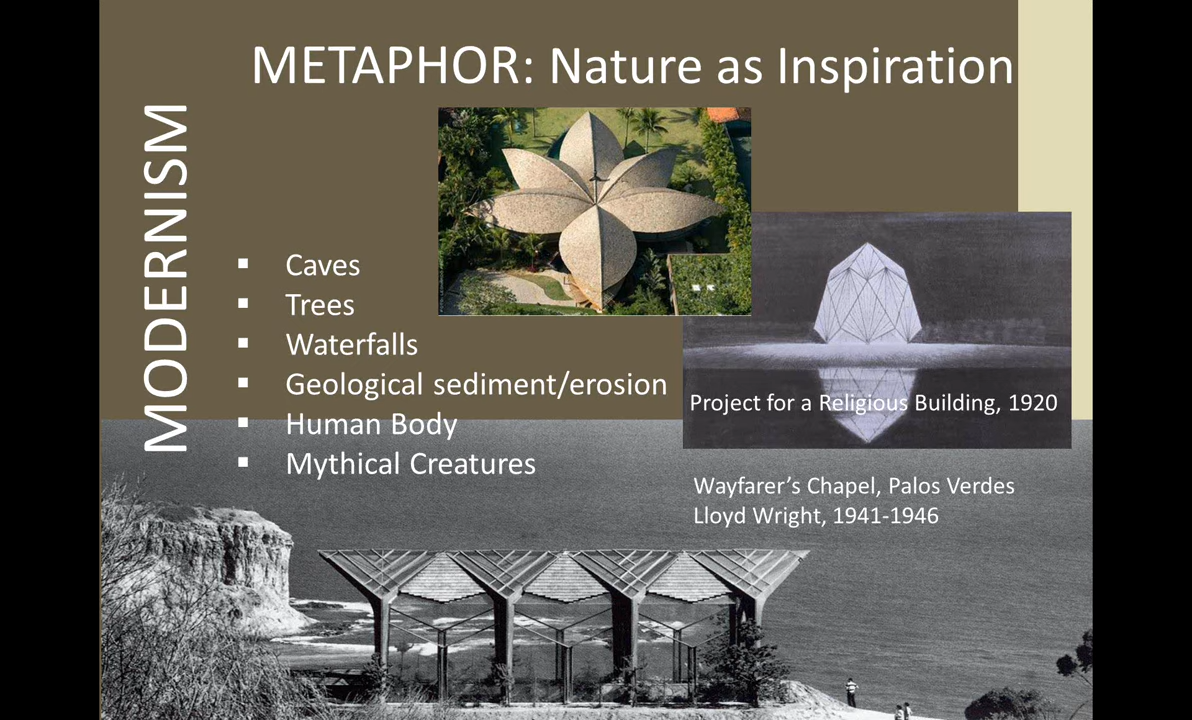 METAPHOR: Nature as Inspiration
MODERNISM
▪ Caves
▪ Trees
▪ Waterfalls
▪ Geological sediment/erosion
▪ Human Body
▪ Mythical Creatures
Project for a Religious Building, 1920
Wayfarer’s Chapel, Palos Verdes
Lloyd Wright, 1941-1946